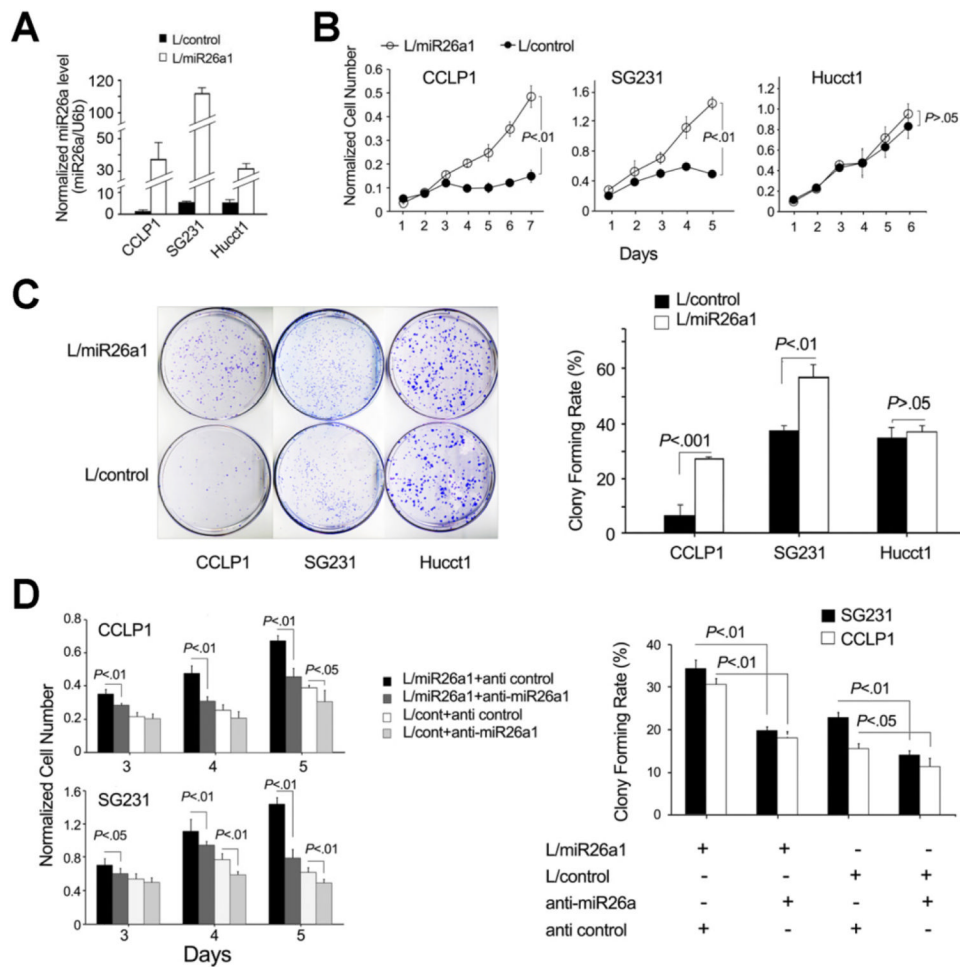 A
L/control
L/miR26a1
Normalized miR26a level
(miR26a/U6b)
120
100
50
30
10
0
CCLP1
SG231
Hucct1
B
L/miR26a1
L/control
Normalized Cell Number
CCLP1
0.6
0.5
0.4
0.3
0.2
0.1
0
P<.01
1 2 3 4 5 6 7
SG231
1.6
1.2
0.8
0.4
0
P<.01
1 2 3 4 5
Hucct1
1.2
1.0
0.8
0.6
0.4
0.2
0
P>.05
1 2 3 4 5 6
Days
C
L/miR26a1
L/control
CCLP1 SG231 Hucct1
L/control
L/miR26a1
Clony Forming Rate (%)
60
40
20
0
P<.001
P<.01
P>.05
CCLP1 SG231 Hucct1
D
Normalized Cell Number
CCLP1
0.8
0.6
0.4
0.2
0
P<.01
P<.01
P<.01
P<.05
3 4 5
SG231
1.6
1.2
0.8
0.4
0
P<.05
P<.01
P<.01
P<.01
P<.01
3 4 5
Days
L/miR26a1+anti control
L/miR26a1+anti-miR26a1
L/cont+anti control
L/cont+anti-miR26a1
SG231
CCLP1
Clony Forming Rate (%)
40
30
20
10
0
P<.01
P<.01
P<.01
P<.05
L/miR26a1 + + - -
L/control - - + +
anti-miR26a - + - +
anti control + - + -